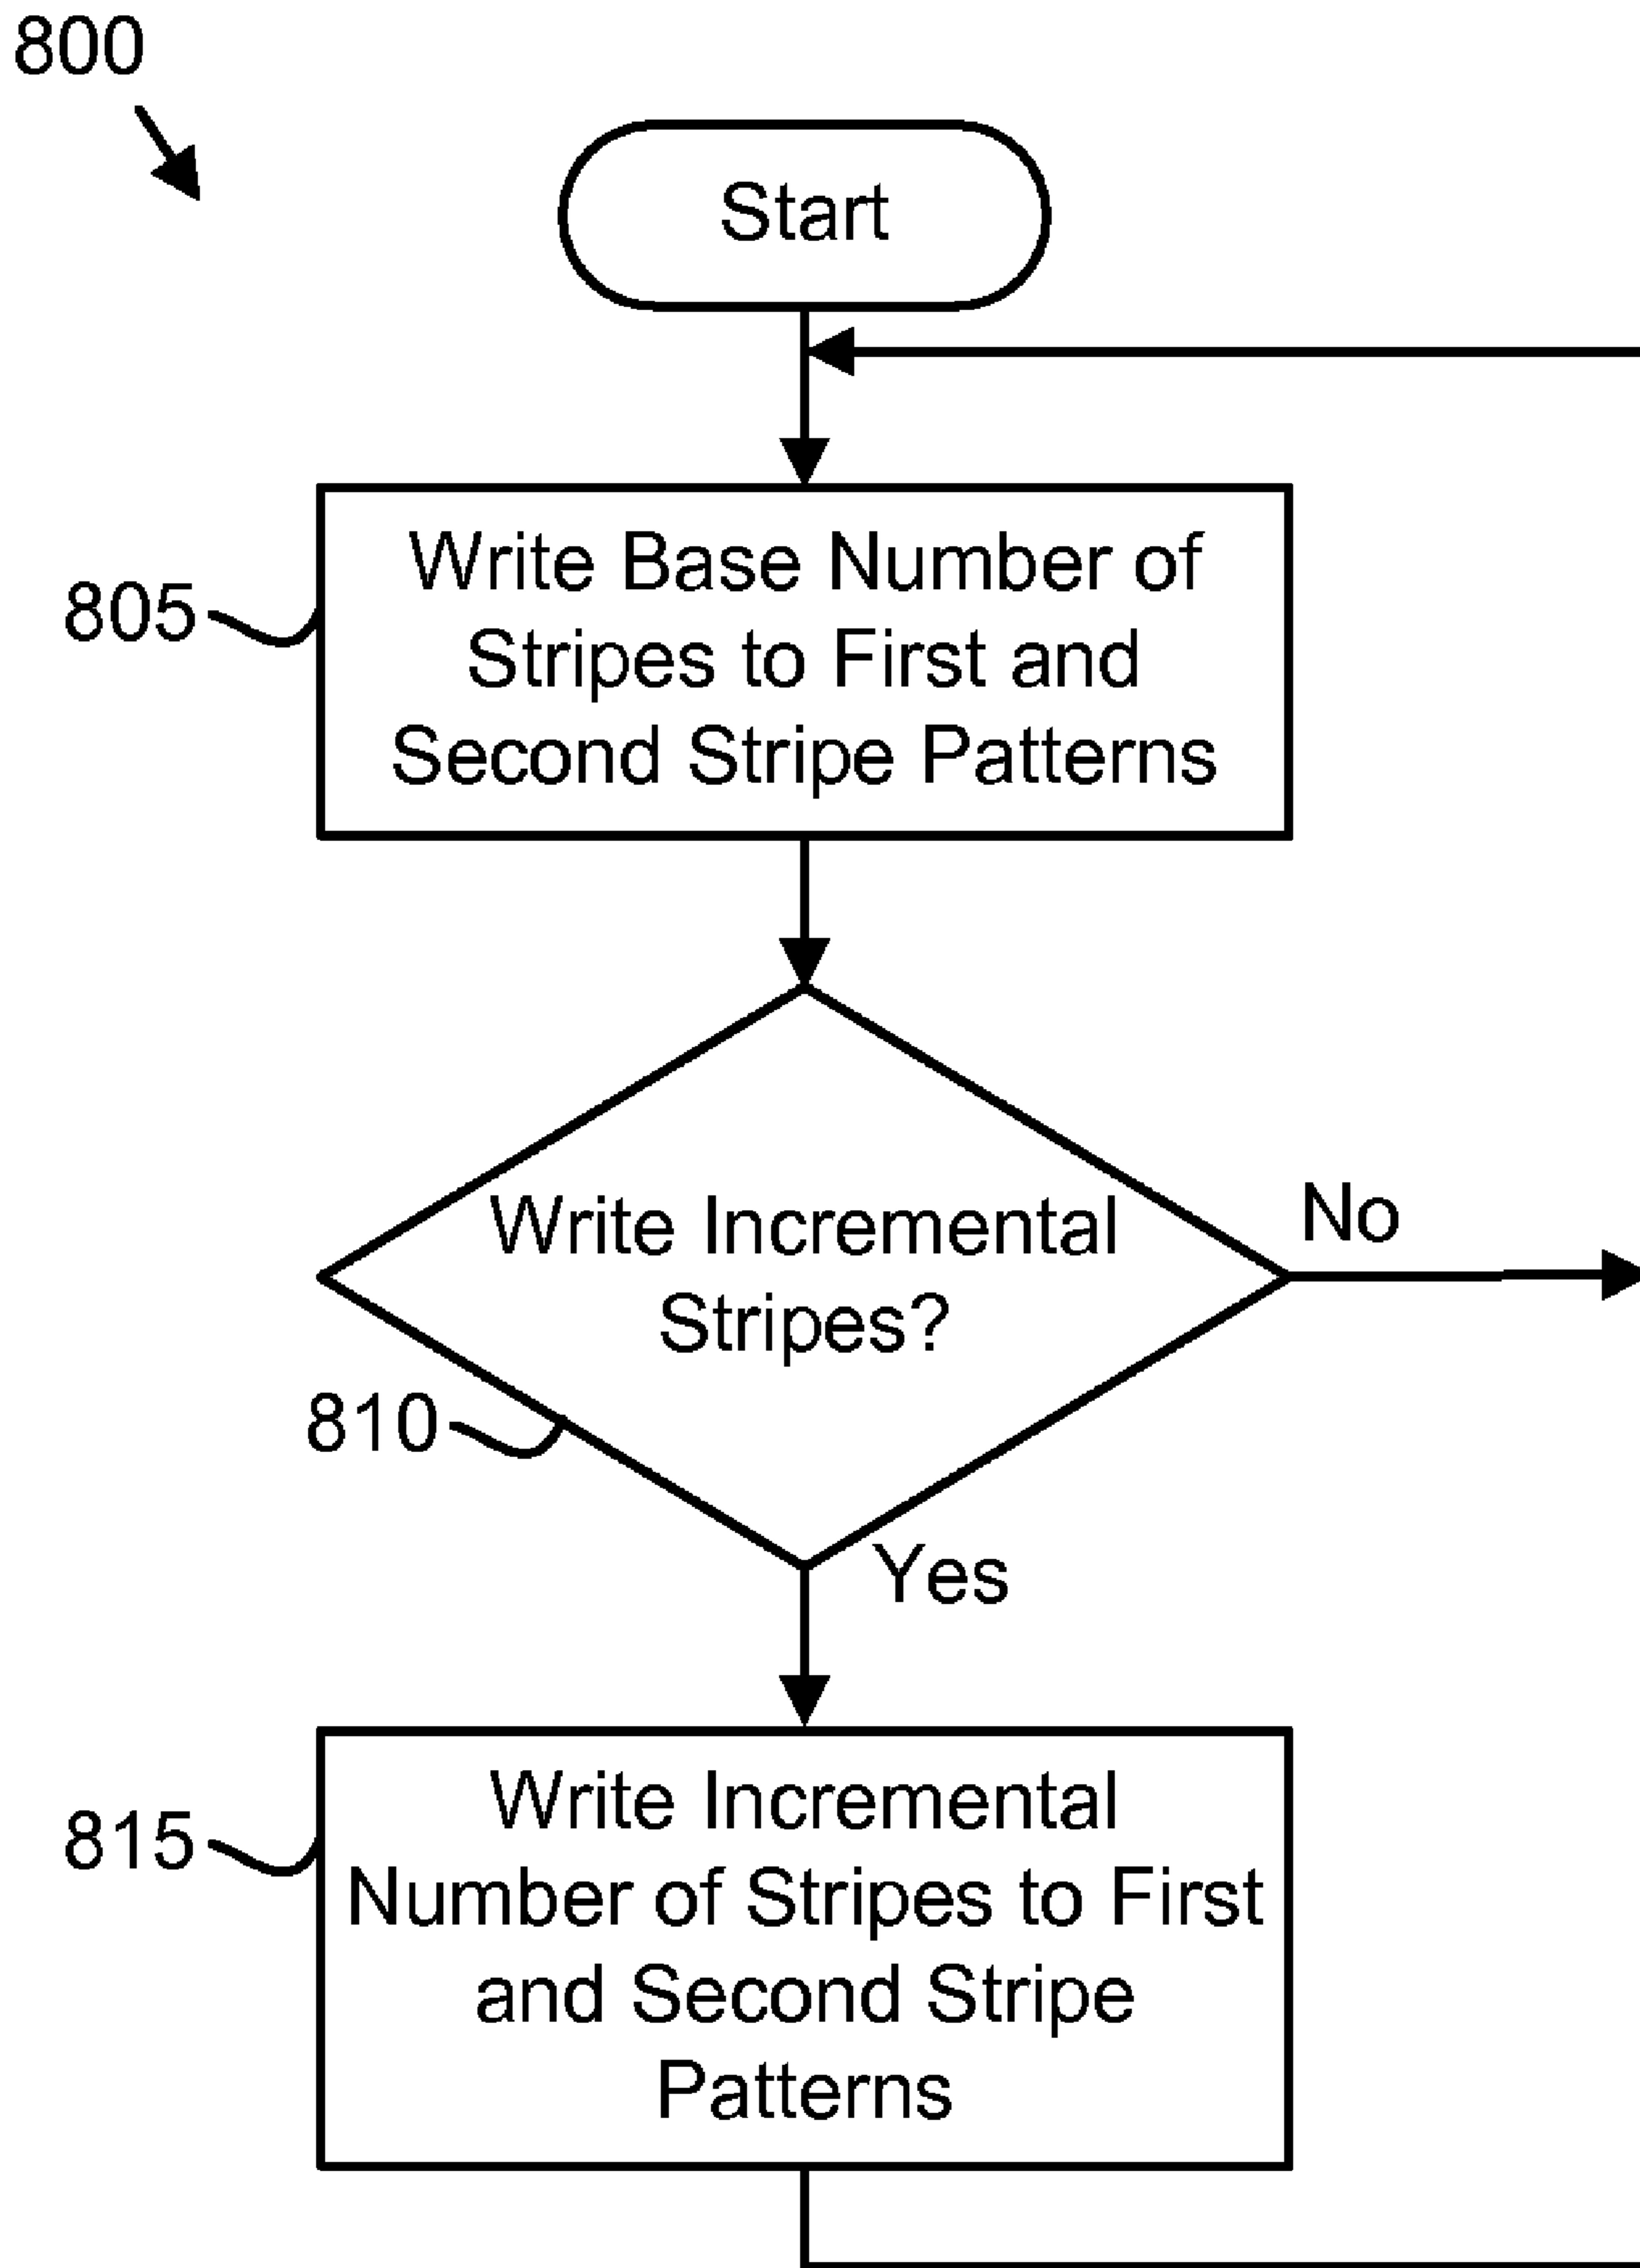 800
Start
805
Write Base Number of
Stripes to First and
Second Stripe Patterns
Write Incremental
Stripes?
No
810
Yes
815
Write Incremental
Number of Stripes to First
and Second Stripe
Patterns